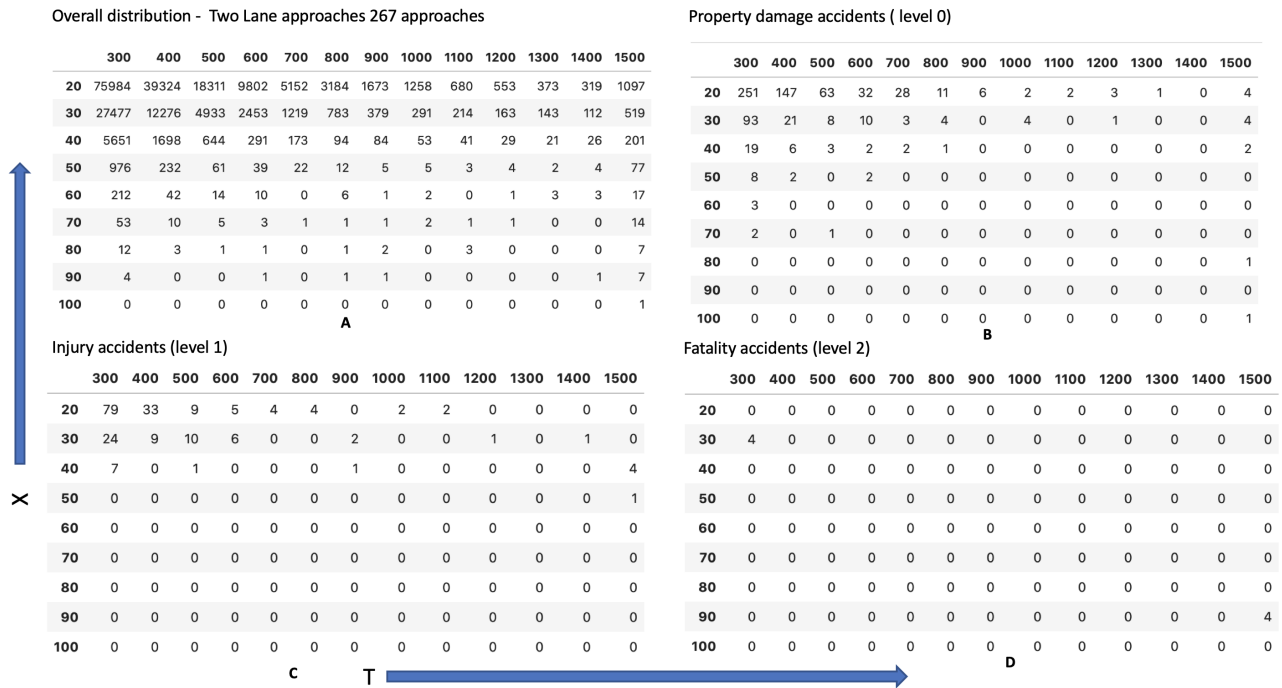 Overall distribution - Two Lane approaches 267 approaches
300 400 500 600 700 800 900 1000 1100 1200 1300 1400 1500
20 75984 39324 18311 9802 5152 3184 1673 1258 680 553 373 319 1097
30 27477 12276 4933 2453 1219 783 379 291 214 163 143 112 519
40 5651 1698 644 291 173 94 84 53 41 29 21 26 201
50 976 232 61 39 22 12 5 5 3 4 2 4 77
60 212 42 14 10 0 6 1 2 0 1 3 3 17
70 53 10 5 3 1 1 1 2 1 1 0 0 14
80 12 3 1 1 0 1 2 0 3 0 0 0 7
90 4 0 0 1 0 1 1 0 0 0 0 1 7
100 0 0 0 0 0 0 0 0 0 0 0 0 1
A
Property damage accidents ( level 0)
300 400 500 600 700 800 900 1000 1100 1200 1300 1400 1500
20 251 147 63 32 28 11 6 2 2 3 1 0 4
30 93 21 8 10 3 4 0 4 0 1 0 0 4
40 19 6 3 2 2 1 0 0 0 0 0 0 2
50 8 2 0 2 0 0 0 0 0 0 0 0 0
60 3 0 0 0 0 0 0 0 0 0 0 0 0
70 2 0 1 0 0 0 0 0 0 0 0 0 0
80 0 0 0 0 0 0 0 0 0 0 0 0 1
90 0 0 0 0 0 0 0 0 0 0 0 0 0
100 0 0 0 0 0 0 0 0 0 0 0 0 1
B
Injury accidents (level 1)
300 400 500 600 700 800 900 1000 1100 1200 1300 1400 1500
20 79 33 9 5 4 4 0 2 2 0 0 0 0
30 24 9 10 6 0 0 2 0 0 1 0 1 0
40 7 0 1 0 0 0 1 0 0 0 0 0 4
50 0 0 0 0 0 0 0 0 0 0 0 0 1
60 0 0 0 0 0 0 0 0 0 0 0 0 0
70 0 0 0 0 0 0 0 0 0 0 0 0 0
80 0 0 0 0 0 0 0 0 0 0 0 0 0
90 0 0 0 0 0 0 0 0 0 0 0 0 0
100 0 0 0 0 0 0 0 0 0 0 0 0 0
C
Fatality accidents (level 2)
300 400 500 600 700 800 900 1000 1100 1200 1300 1400 1500
20 0 0 0 0 0 0 0 0 0 0 0 0 0
30 4 0 0 0 0 0 0 0 0 0 0 0 0
40 0 0 0 0 0 0 0 0 0 0 0 0 0
50 0 0 0 0 0 0 0 0 0 0 0 0 0
60 0 0 0 0 0 0 0 0 0 0 0 0 0
70 0 0 0 0 0 0 0 0 0 0 0 0 0
80 0 0 0 0 0 0 0 0 0 0 0 0 0
90 0 0 0 0 0 0 0 0 0 0 0 0 4
100 0 0 0 0 0 0 0 0 0 0 0 0 0
D
X
T